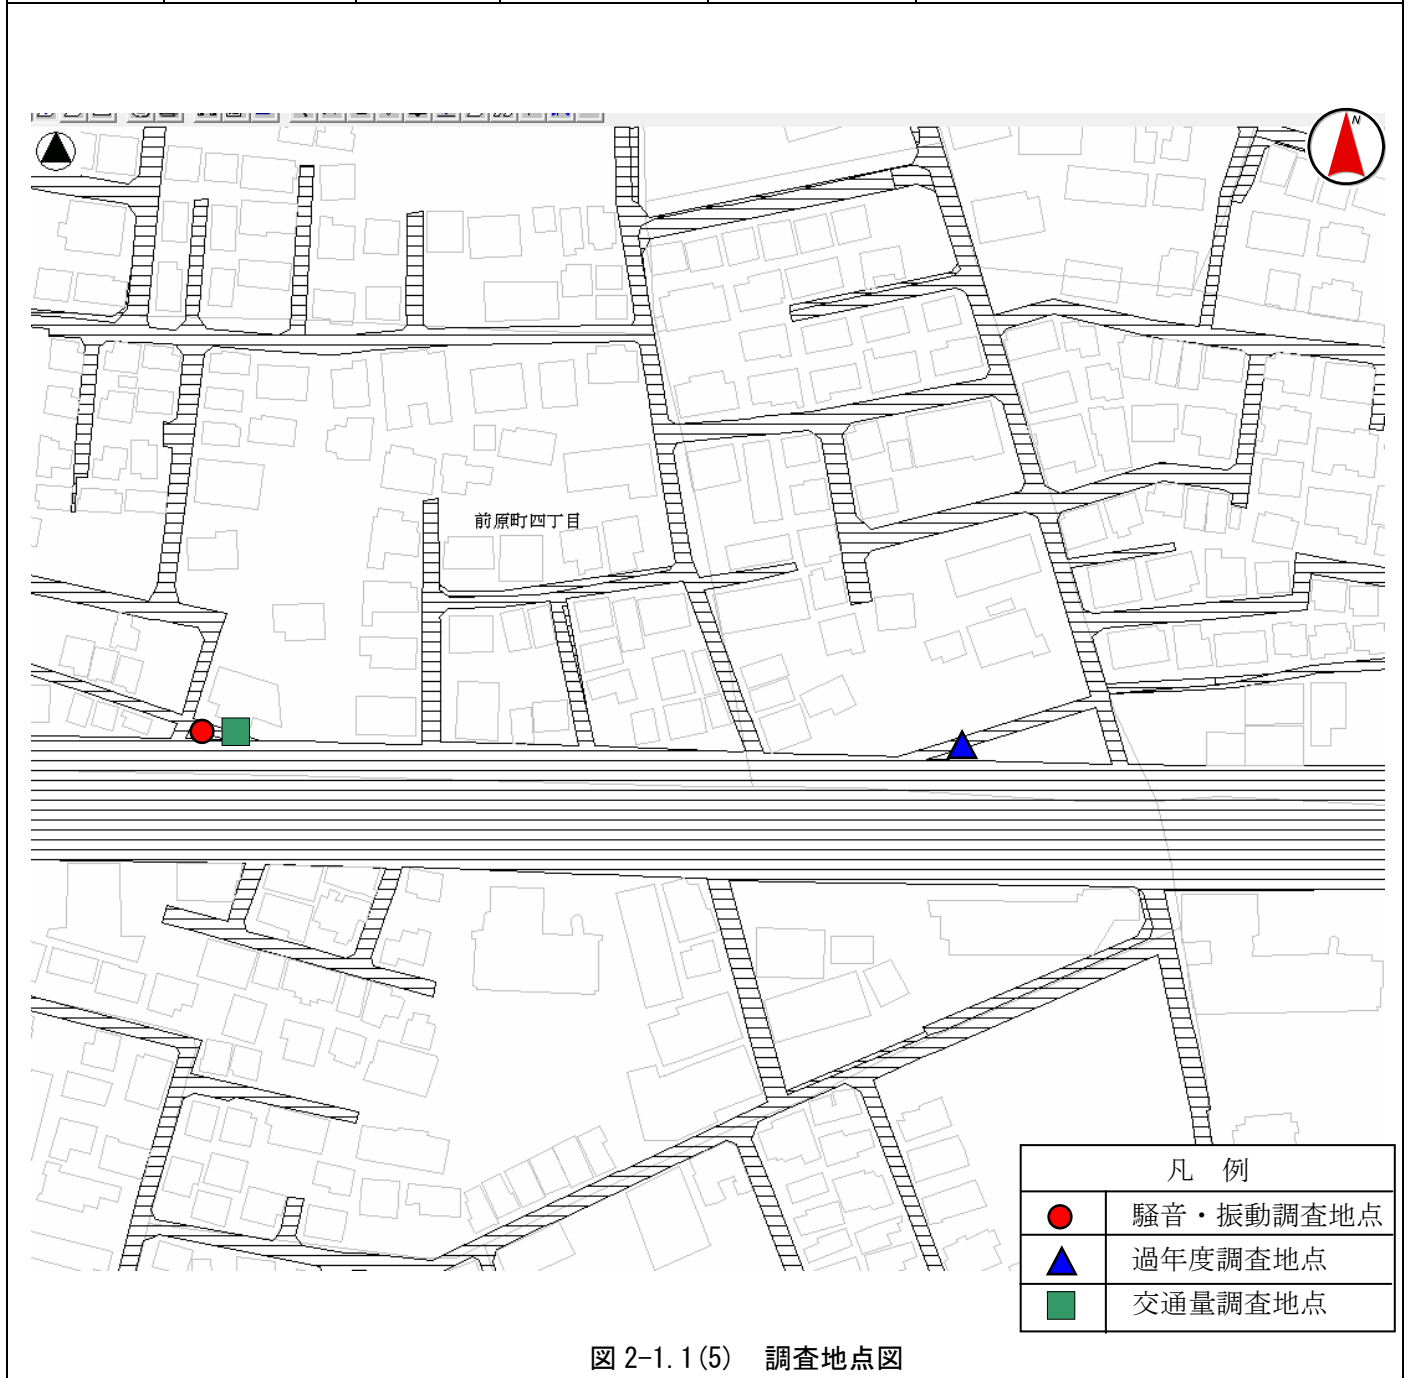 N
前原町四丁目
凡 例
騒音・振動調査地点
過年度調査地点
交通量調査地点
図 2-1.1(5) 調査地点図